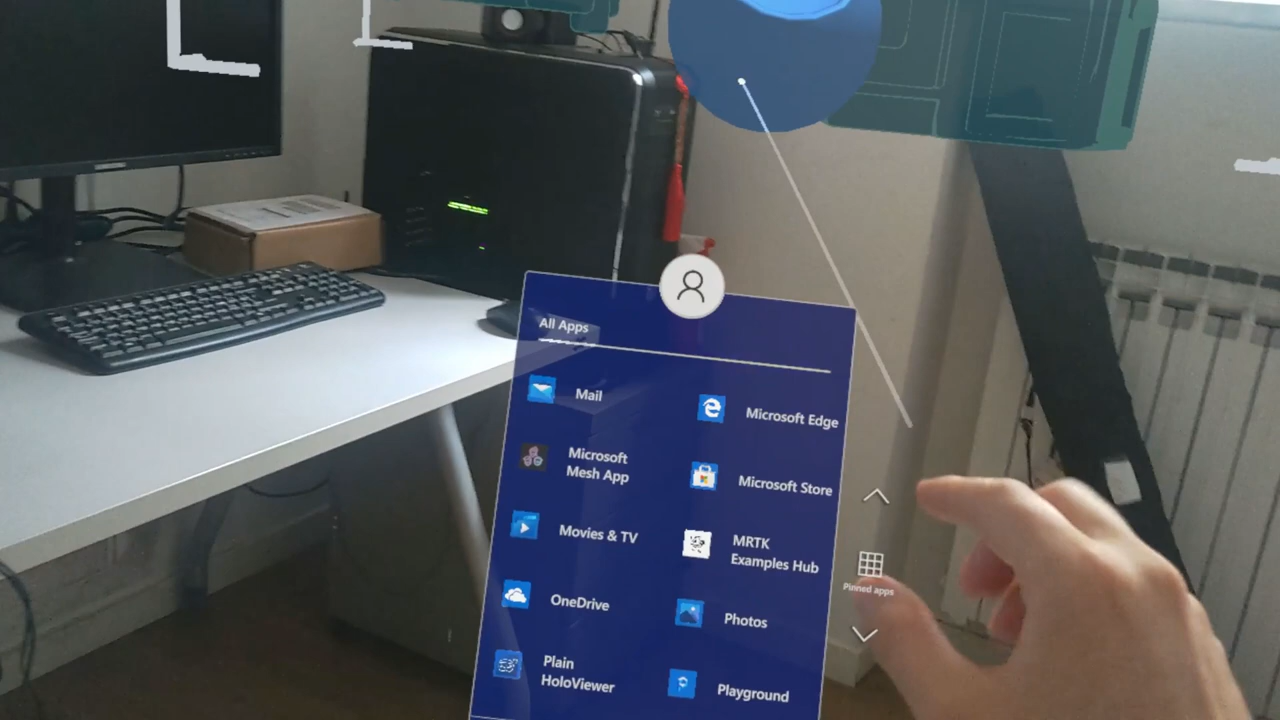 All Apps
Mail
Microsoft Edge
Microsoft
Mesh App
Microsoft Store
Movies & TV
MRTK
Examples Hub
Pinned apps
OneDrive
Photos
Plain
HoloViewer
Playground